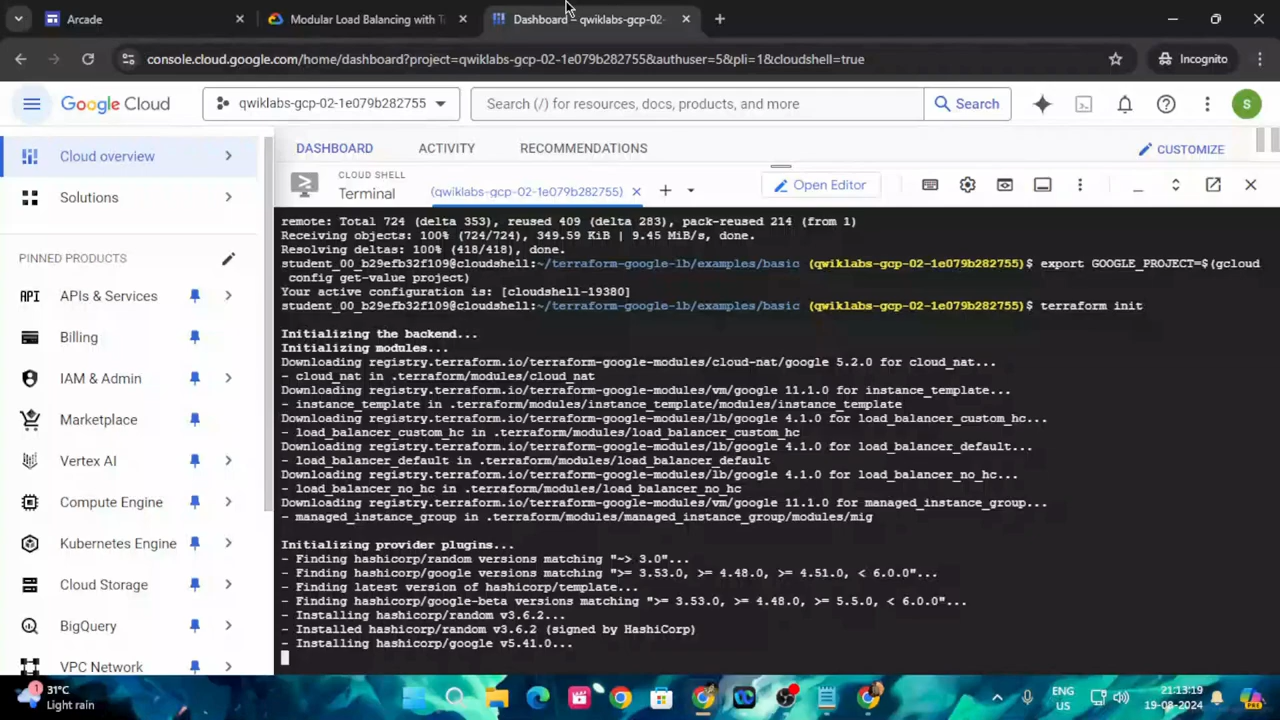 Arcade
Modular Load Balancing with Te
Dashboard – qwiklabs-gcp-02-
console.cloud.google.com/home/dashboard?project=qwiklabs-gcp-02-1e079b282755&authuser=5&pli=1&cloudshell=true
Incognito
Google Cloud
qwiklabs-gcp-02-1e079b282755
Search (/) for resources, docs, products, and more
Search
S
Cloud overview
Solutions
PINNED PRODUCTS
API APIs & Services
Billing
IAM & Admin
Marketplace
Vertex AI
Compute Engine
Kubernetes Engine
Cloud Storage
BigQuery
VPC Network
DASHBOARD
ACTIVITY
RECOMMENDATIONS
CUSTOMIZE
CLOUD SHELL
Terminal
(qwiklabs-gcp-02-1e079b282755)
Open Editor
remote: Total 724 (delta 353), reused 409 (delta 283), pack-reused 214 (from 1)
Receiving objects: 100% (724/724), 349.59 KiB | 9.45 MiB/s, done.
Resolving deltas: 100% (418/418), done.
student_00_b29efb32f109@cloudshell:~/terraform-google-lb/examples/basic (qwiklabs-gcp-02-1e079b282755)$ export GOOGLE_PROJECT=$(gcloud
config get-value project)
Your active configuration is: [cloudshell-19380]
student_00_b29efb32f109@cloudshell:~/terraform-google-lb/examples/basic (qwiklabs-gcp-02-1e079b282755)$ terraform init
Initializing the backend...
Initializing modules...
Downloading registry.terraform.io/terraform-google-modules/cloud-nat/google 5.2.0 for cloud_nat...
- cloud_nat in .terraform/modules/cloud_nat
Downloading registry.terraform.io/terraform-google-modules/vm/google 11.1.0 for instance_template...
- instance_template in .terraform/modules/instance_template/modules/instance_template
Downloading registry.terraform.io/terraform-google-modules/lb/google 4.1.0 for load_balancer_custom_hc...
- load_balancer_custom_hc in .terraform/modules/load_balancer_custom_hc
Downloading registry.terraform.io/terraform-google-modules/lb/google 4.1.0 for load_balancer_default...
- load_balancer_default in .terraform/modules/load_balancer_default
Downloading registry.terraform.io/terraform-google-modules/lb/google 4.1.0 for load_balancer_no_hc...
- load_balancer_no_hc in .terraform/modules/load_balancer_no_hc
Downloading registry.terraform.io/terraform-google-modules/vm/google 11.1.0 for managed_instance_group...
- managed_instance_group in .terraform/modules/managed_instance_group/modules/mig
Initializing provider plugins...
- Finding hashicorp/random versions matching "~> 3.0"...
- Finding hashicorp/google versions matching ">= 3.53.0, >= 4.48.0, >= 4.51.0, < 6.0.0"...
- Finding latest version of hashicorp/template...
- Finding hashicorp/google-beta versions matching ">= 3.53.0, >= 4.48.0, >= 5.5.0, < 6.0.0"...
- Installing hashicorp/random v3.6.2...
- Installed hashicorp/random v3.6.2 (signed by HashiCorp)
- Installing hashicorp/google v5.41.0...
1
31°C
Light rain
ENG
US
21:13:19
19-08-2024